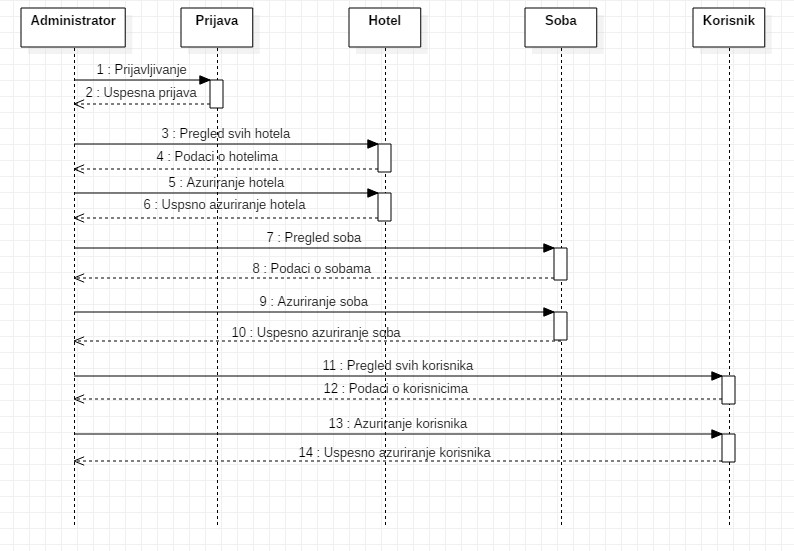 Administrator
Prijava
Hotel
Soba
Korisnik
1 : Prijavljivanje
2 : Uspesna prijava
3 : Pregled svih hotela
4 : Podaci o hotelima
5 : Azuriranje hotela
6 : Uspsno azuriranje hotela
7 : Pregled soba
8 : Podaci o sobama
9 : Azuriranje soba
10 : Uspesno azuriranje soba
11 : Pregled svih korisnika
12 : Podaci o korisnicima
13 : Azuriranje korisnika
14 : Uspesno azuriranje korisnika